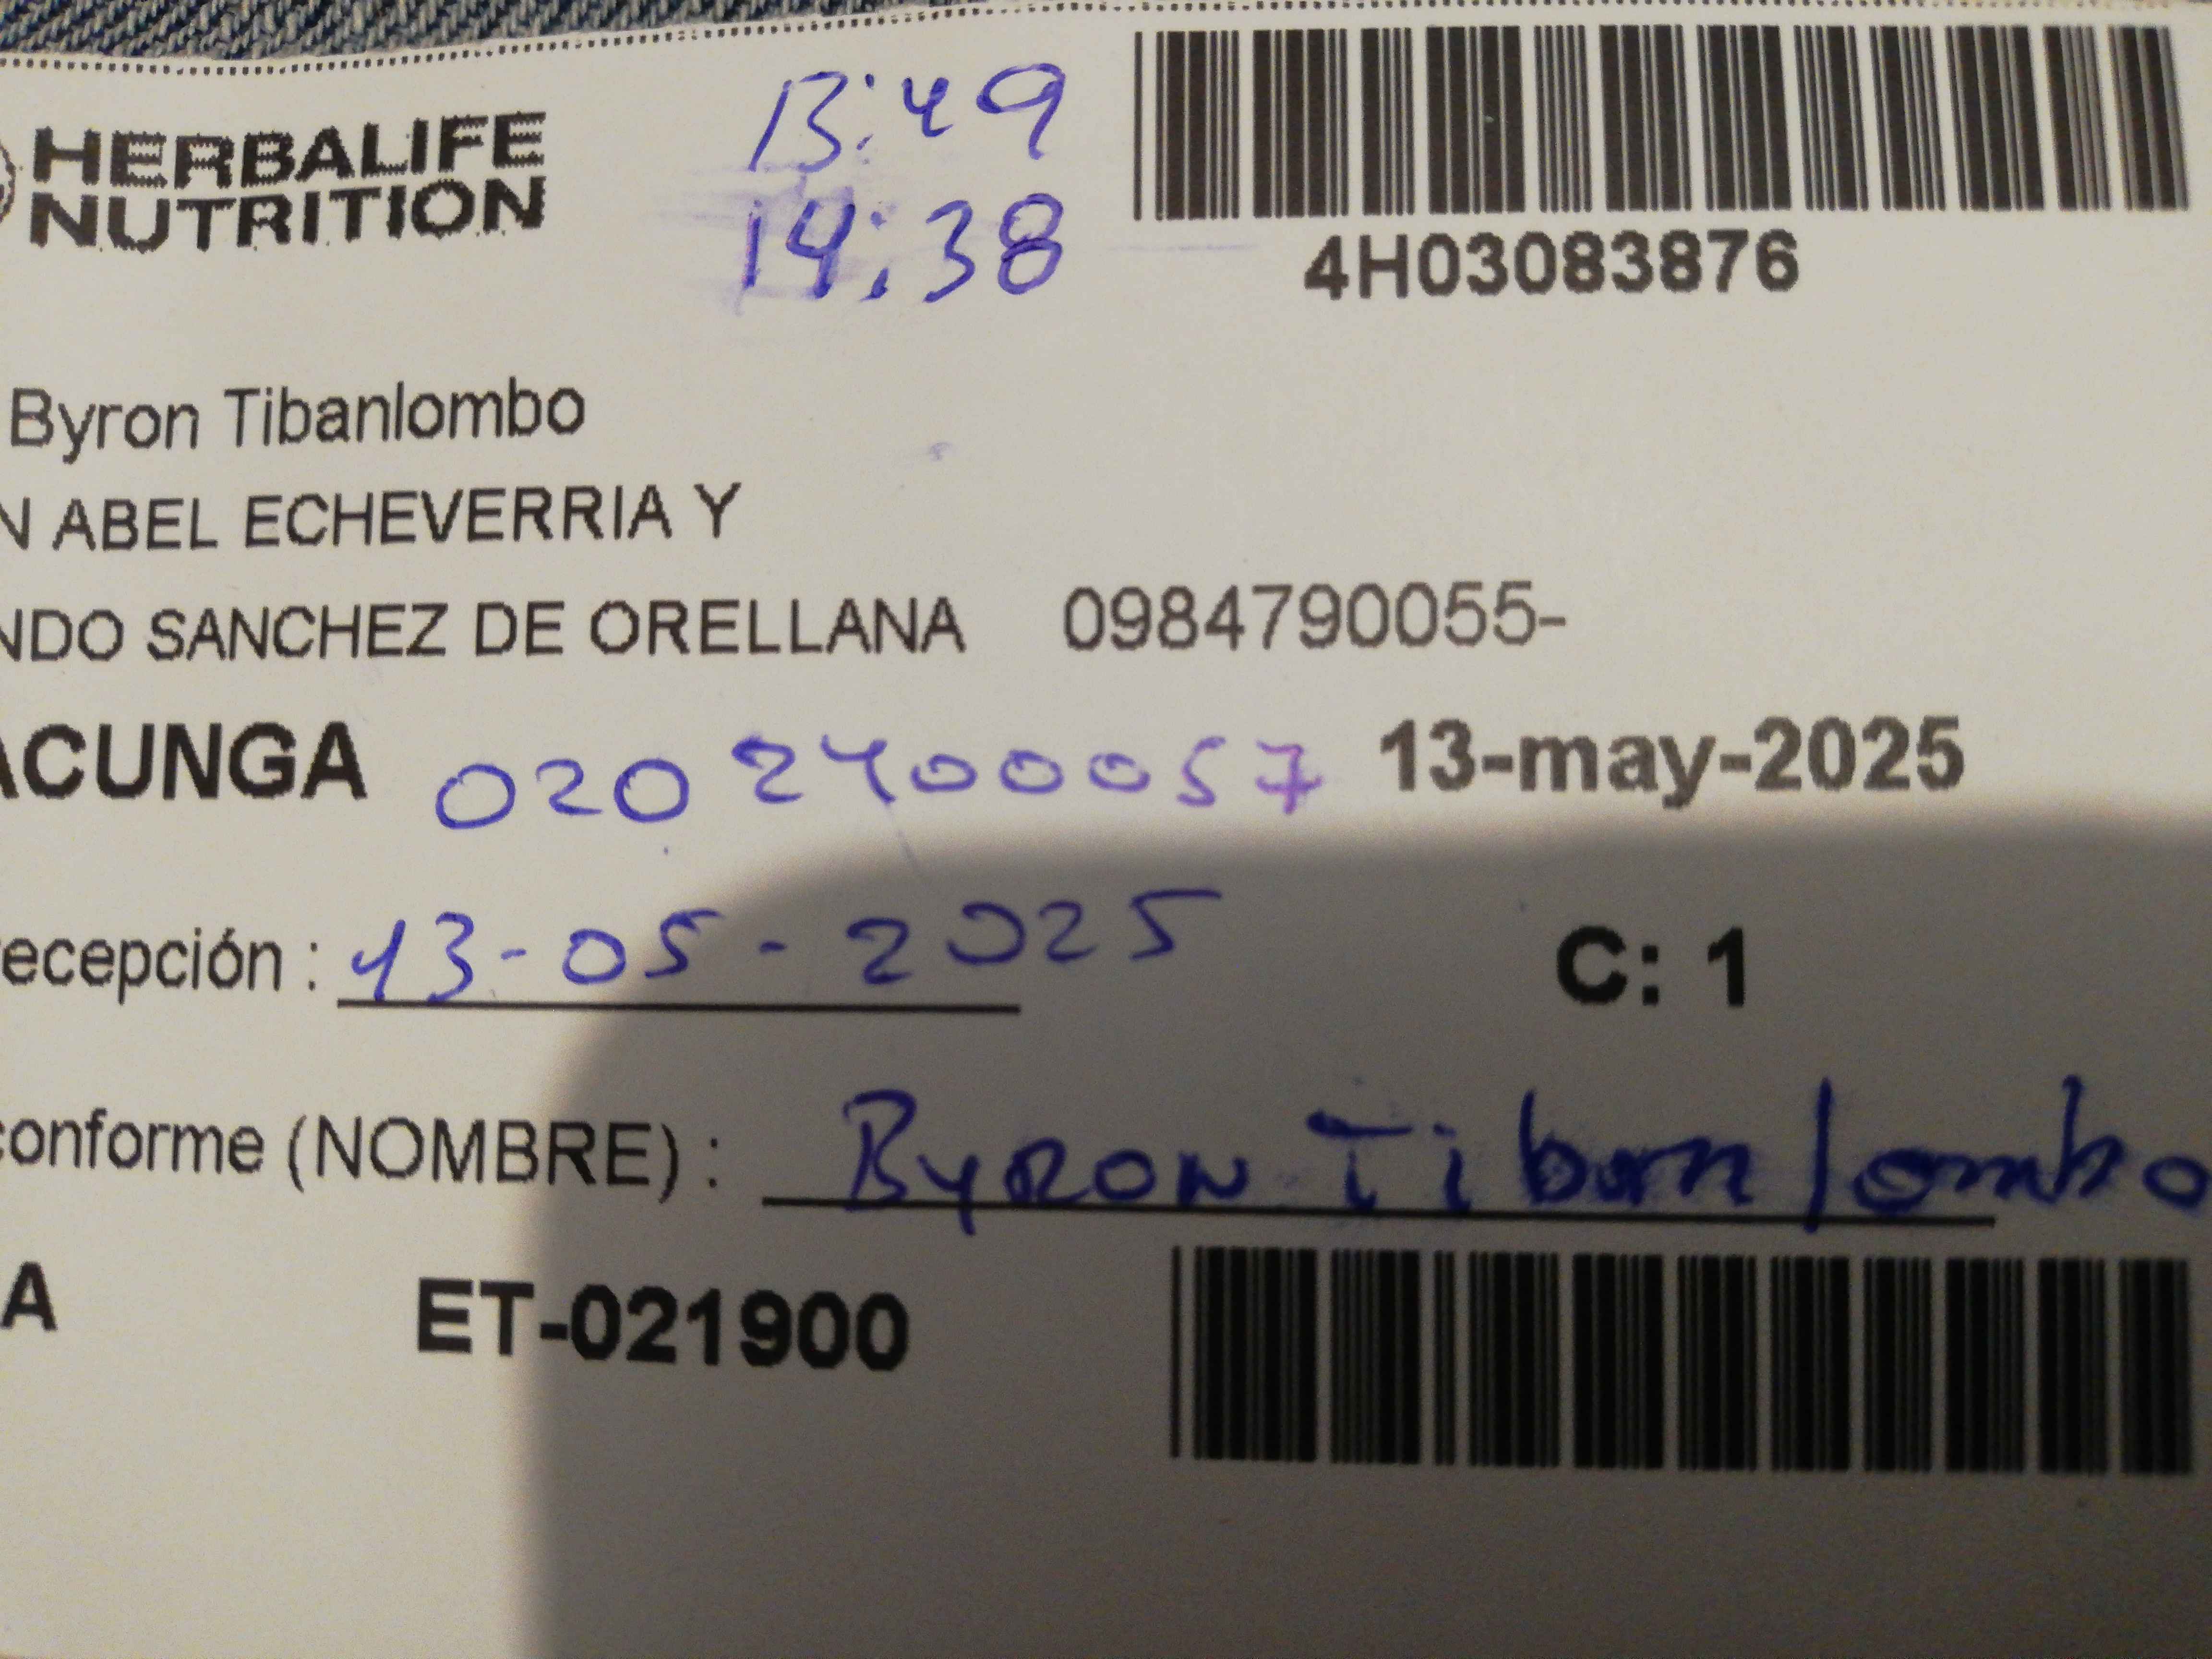 HERBALIFE
NUTRITION
13:49
14:38
4H03083876
Byron Tibanlombo
N ABEL ECHEVERRIA Y
NDO SANCHEZ DE ORELLANA 0984790055-
ACUNGA 0202400057 13-may-2025
ecepción : 13-05-2025 C: 1
conforme (NOMBRE) : Byron Tibanlombo
A ET-021900